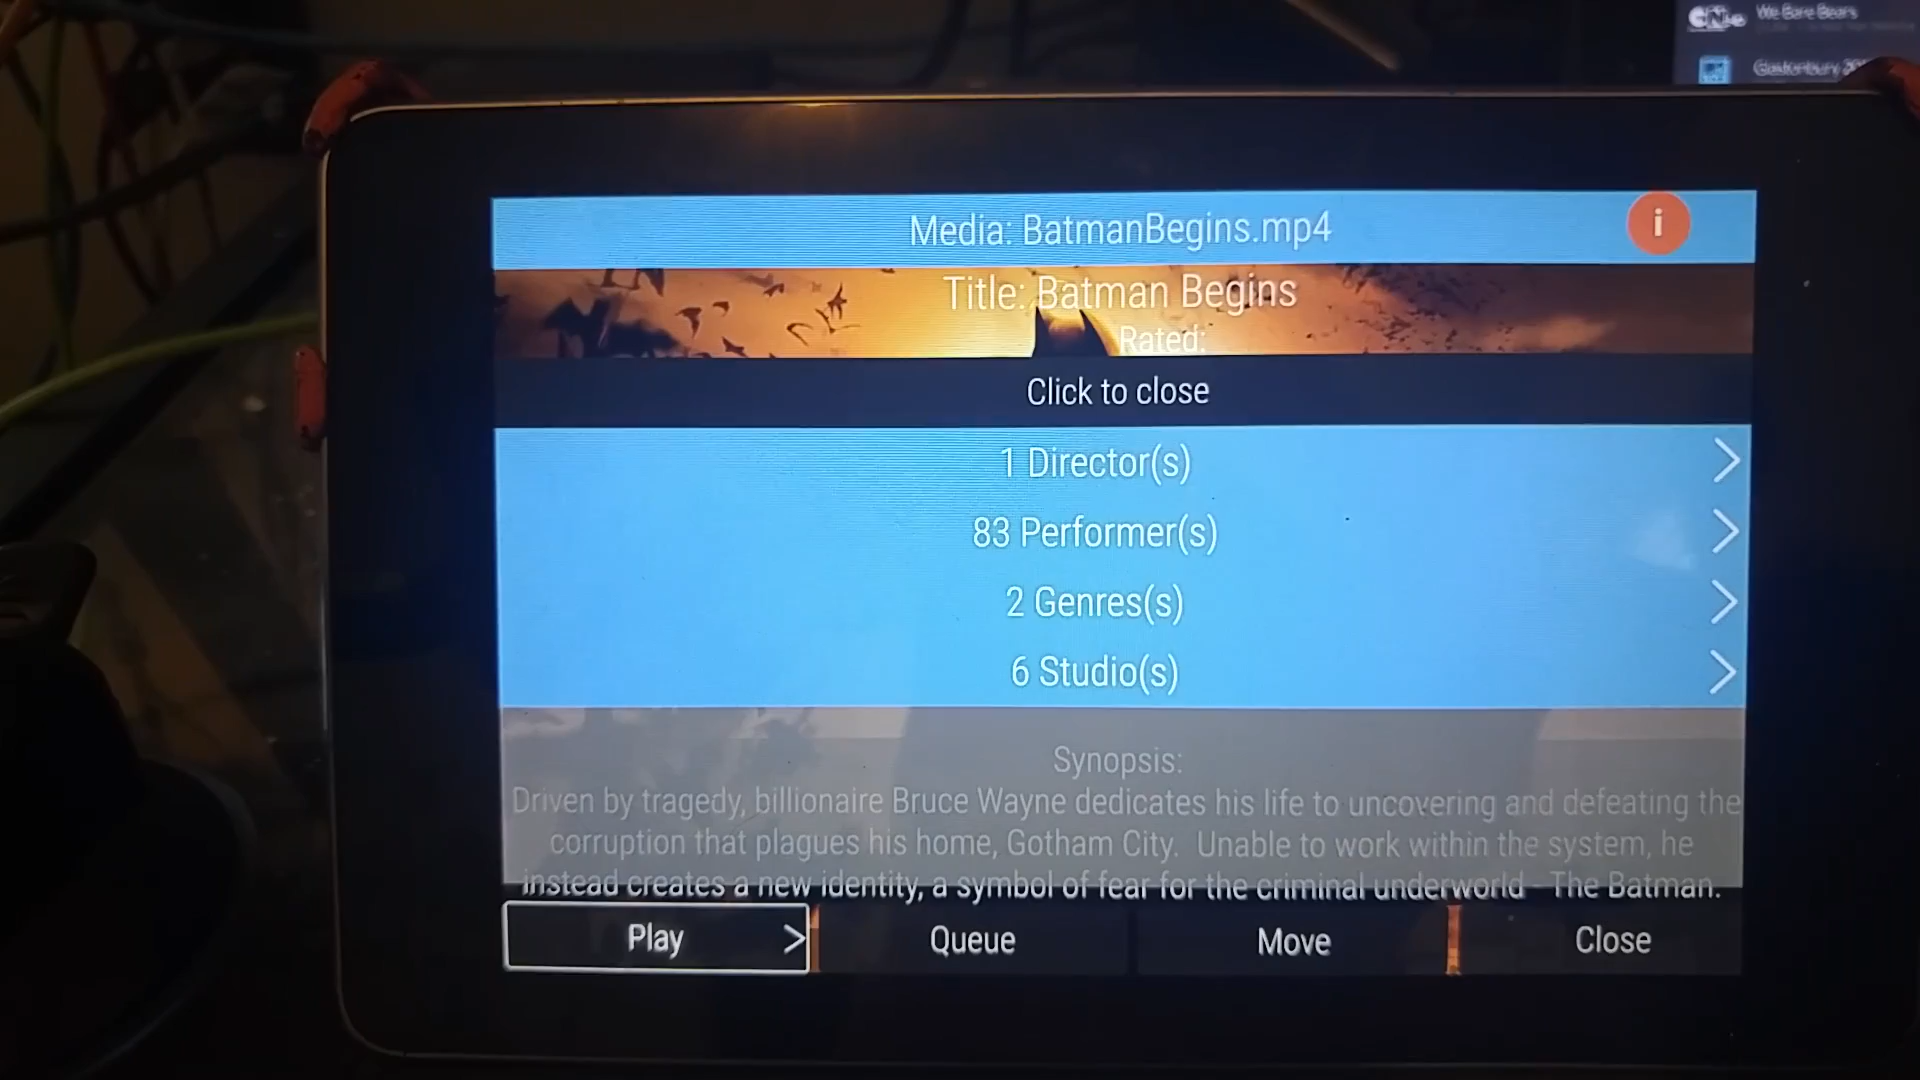 We Bare Bears
Glastonbury
Media: BatmanBegins.mp4
i
Title: Batman Begins
Rated:
Click to close
1 Director(s)
83 Performer(s)
2 Genres(s)
6 Studio(s)
Synopsis:
Driven by tragedy, billionaire Bruce Wayne dedicates his life to uncovering and defeating the
corruption that plagues his home, Gotham City. Unable to work within the system, he
instead creates a new identity, a symbol of fear for the criminal underworld - The Batman.
Play >
Queue
Move
Close